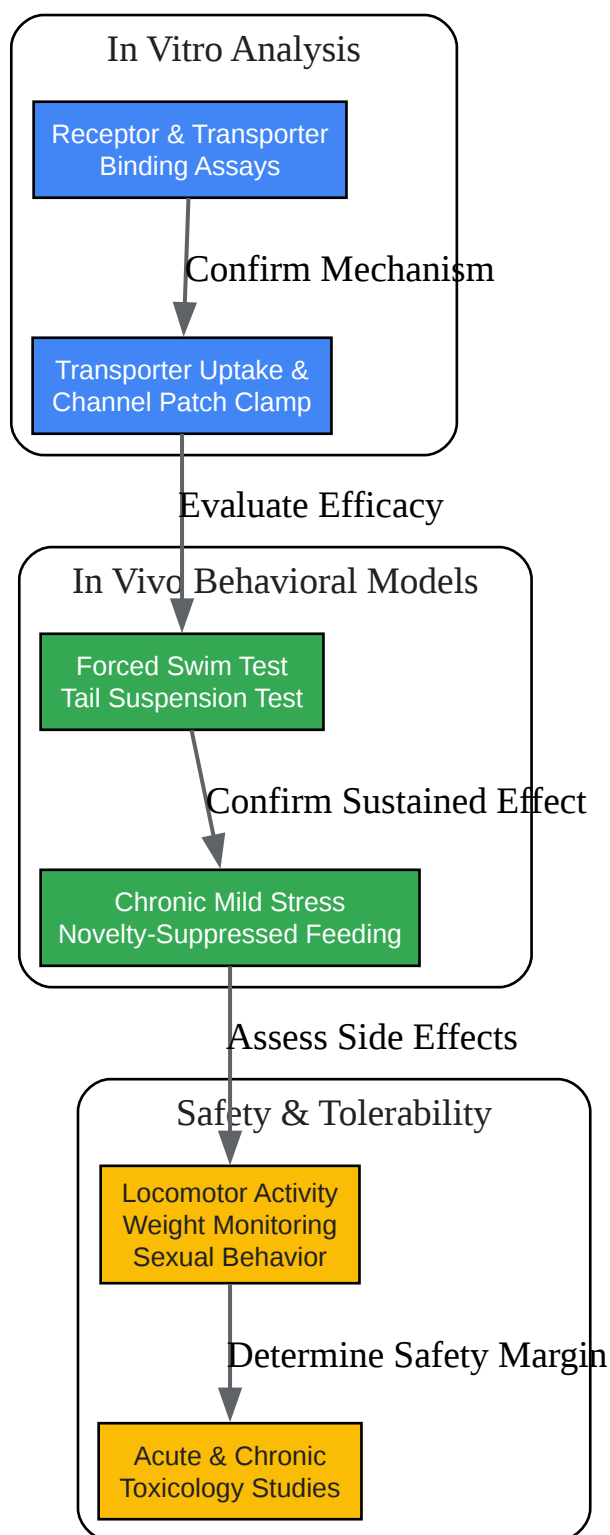 In Vitro Analysis
Receptor & Transporter
Binding Assays
Confirm Mechanism
Transporter Uptake &
Channel Patch Clamp
Evaluate Efficacy
In Vivo Behavioral Models
Forced Swim Test
Tail Suspension Test
Confirm Sustained Effect
Chronic Mild Stress
Novelty-Suppressed Feeding
Assess Side Effects
Safety & Tolerability
Locomotor Activity
Weight Monitoring
Sexual Behavior
Determine Safety Margin
Acute & Chronic
Toxicology Studies